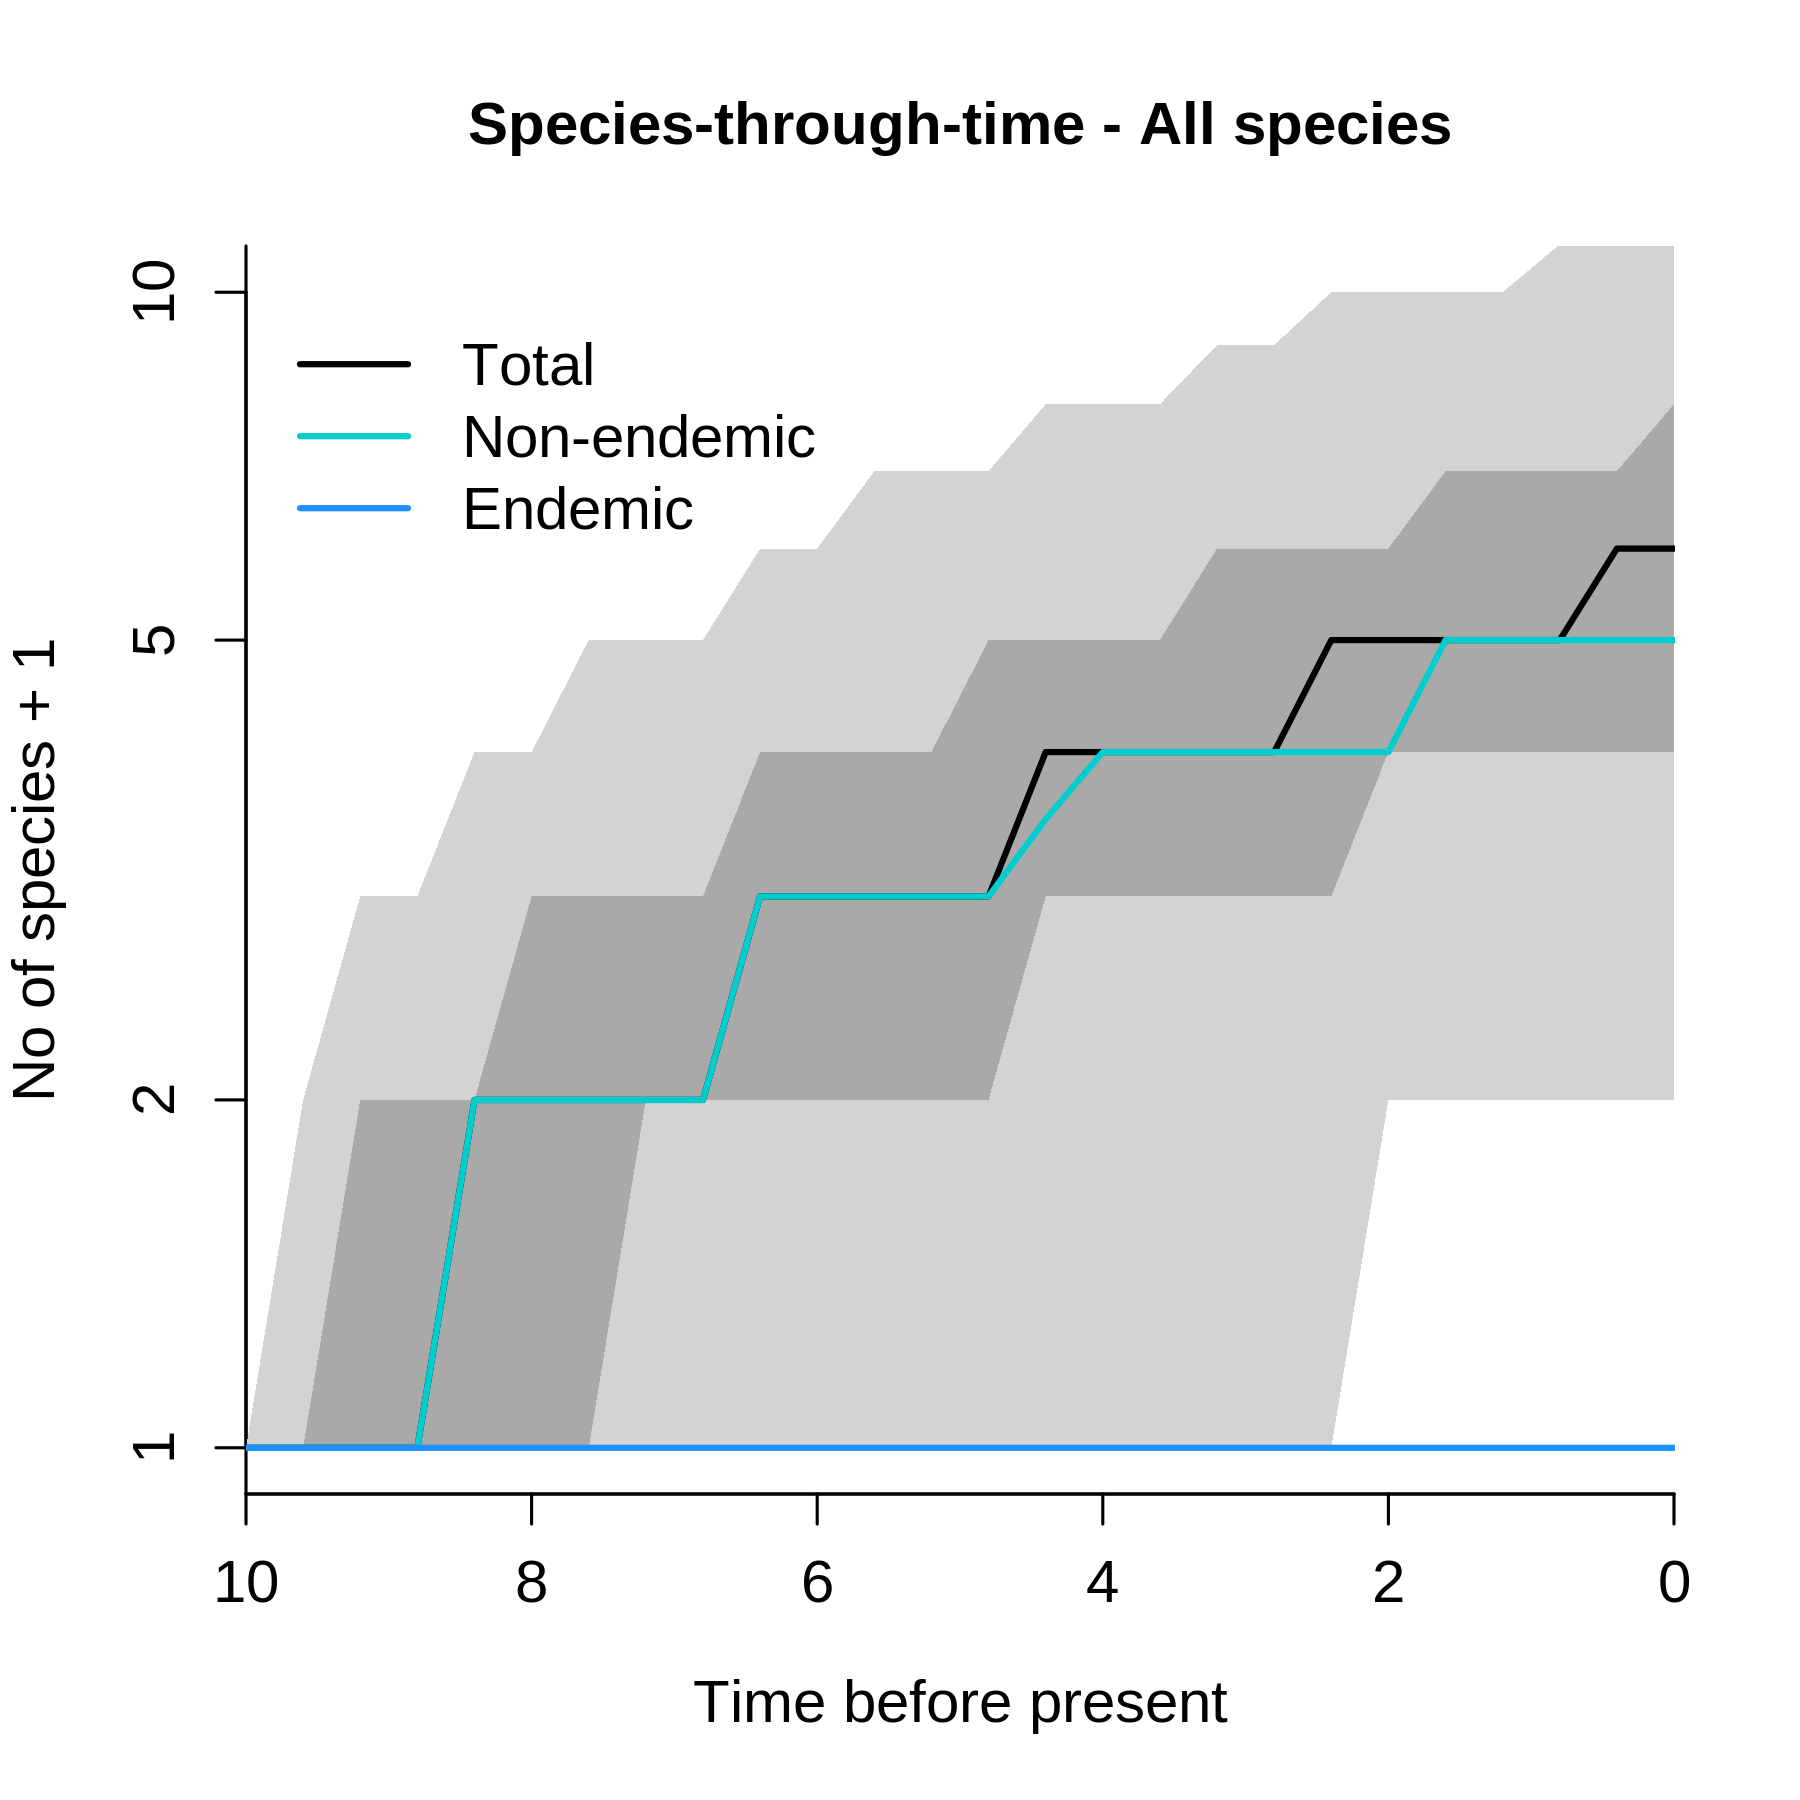 Species-through-time - All species
Total
Non-endemic
Endemic
No of species + 1
10
5
2
1
10 8 6 4 2 0
Time before present